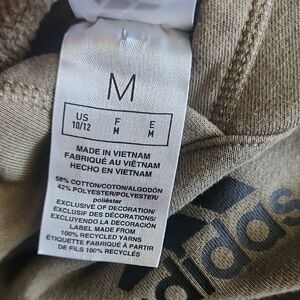 M
US F E
10/12 M M
MADE IN VIETNAM
FABRIQUÉ AU VIÊTNAM
HECHO EN VIETNAM
58% COTTON/COTON/ALGODÓN
42% POLYESTER/POLYESTER/
poliéster
EXCLUSIVE OF DECORATION/
EXCLUSIF DES DÉCORATIONS/
EXCLUYENDO LA DECORACIÓN
LABEL MADE FROM
100% RECYCLED YARNS
ÉTIQUETTE FABRIQUÉE À PARTIR
DE FILS 100% RECYCLÉS
adidas